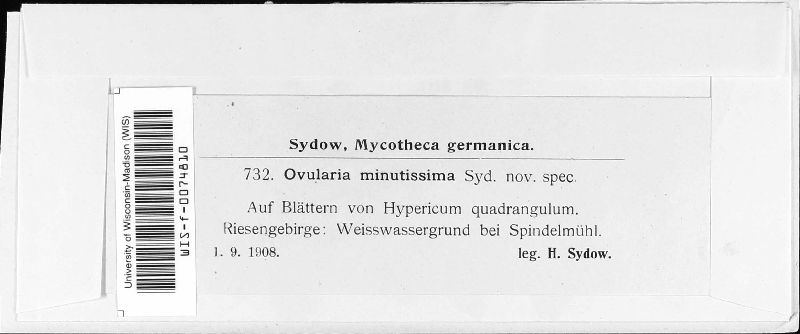 Sydow, Mycotheca germanica.
732. Ovularia minutissima Syd. nov. spec.
Auf Blättern von Hypericum quadrangulum.
Riesengebirge: Weisswassergrund bei Spindelmühl.
1. 9. 1908. leg. H. Sydow.
University of Wisconsin-Madison (WIS)
WIS-f-0074810